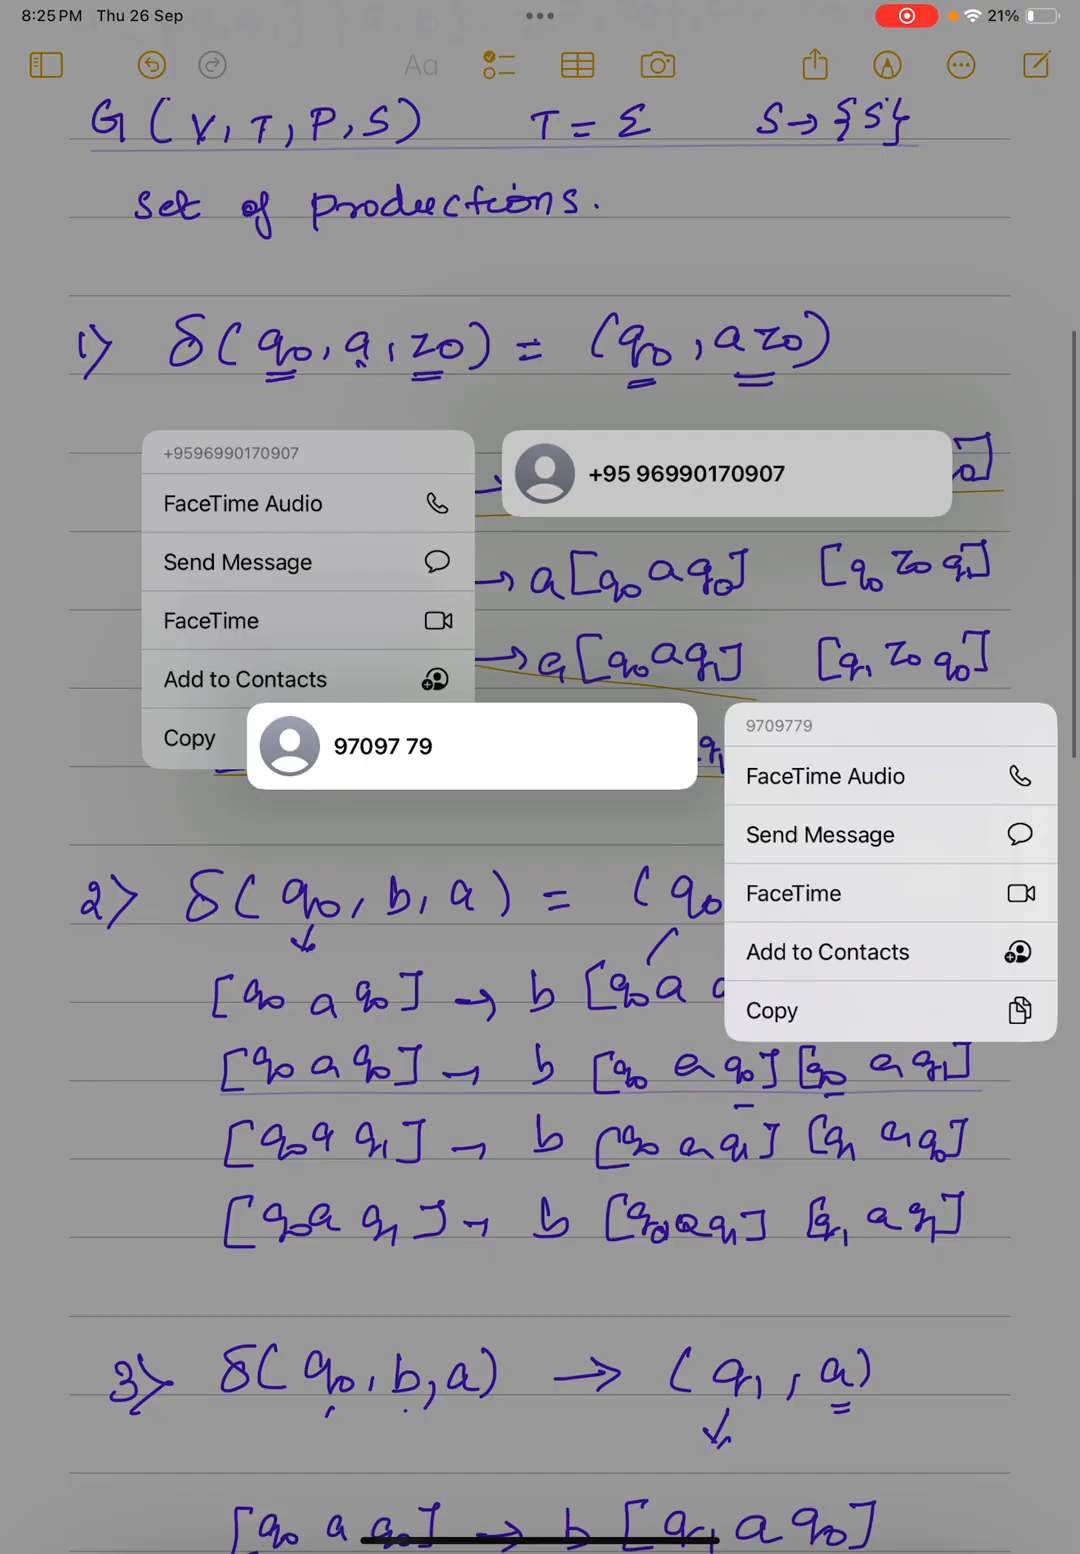 8:25 PM Thu 26 Sep 21%
Aa
G ( V, T, P, S ) T = Σ S → {S}
Set of productions.
1) δ( q0, a, z0 ) = ( q0, a z0 )
+9596990170907
+95 96990170907
FaceTime Audio
Send Message
→ a [q0 a q0] [q0 z0 q1]
FaceTime
→ a [q0 a q1] [q1 z0 q0]
Add to Contacts
Copy
97097 79
9709779
FaceTime Audio
Send Message
FaceTime
Add to Contacts
Copy
2) δ( q0, b, a ) = ( q0
[q0 a q0] → b [q0 a
[q0 a q0] → b [q0 a q0] [q0 a q1]
[q0 a q1] → b [q0 a q1] [q1 a q0]
[q0 a q1] → b [q0 a q1] [q1 a q1]
3) δ( q0, b, a ) → ( q1, a )
[q0 a q0] → b [q1 a q0]